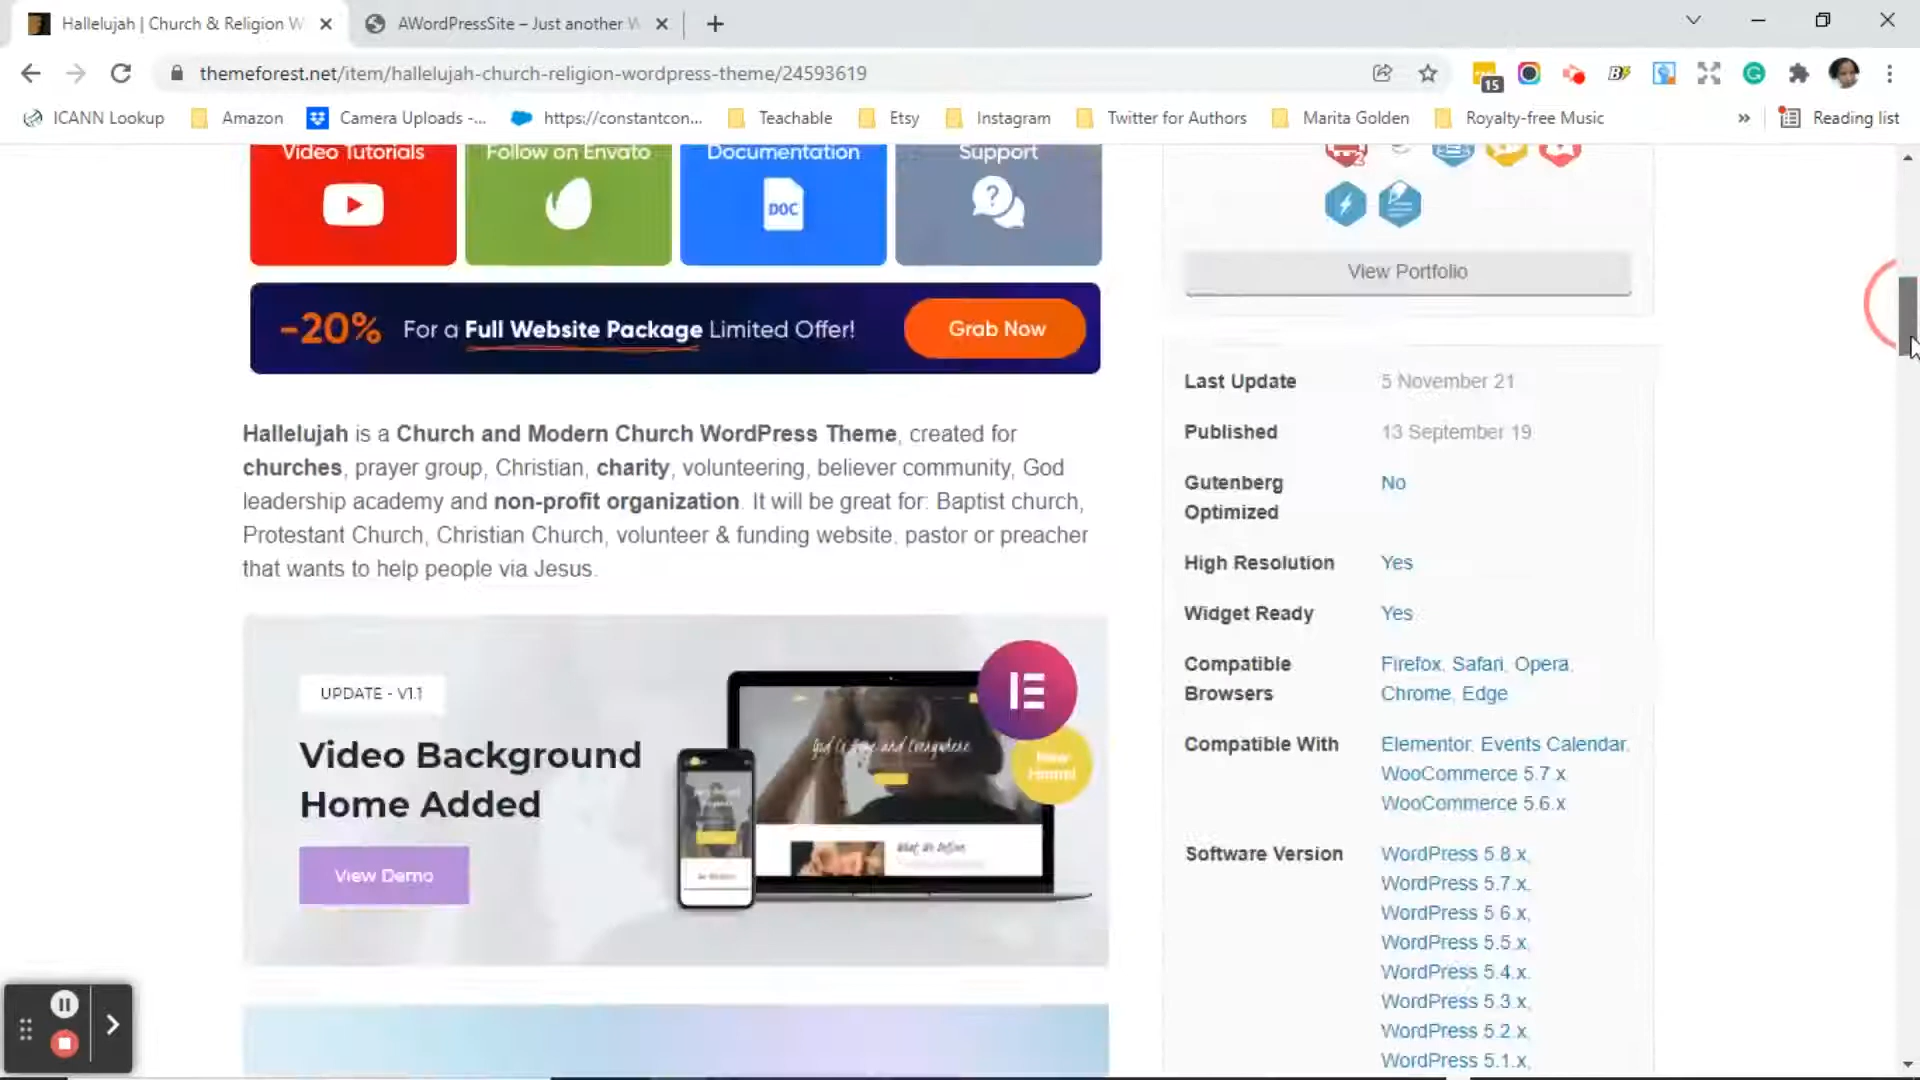 Hallelujah | Church & Religion W
AWordPressSite – Just another W
themeforest.net/item/hallelujah-church-religion-wordpress-theme/24593619
15
ICANN Lookup
Amazon
Camera Uploads -...
https://constantcon...
Teachable
Etsy
Instagram
Twitter for Authors
Marita Golden
Royalty-free Music
»
Reading list
Video Tutorials
Follow on Envato
Documentation
Support
DOC
View Portfolio
-20% For a Full Website Package Limited Offer!
Grab Now
Hallelujah is a Church and Modern Church WordPress Theme, created for
churches, prayer group, Christian, charity, volunteering, believer community, God
leadership academy and non-profit organization. It will be great for: Baptist church,
Protestant Church, Christian Church, volunteer & funding website, pastor or preacher
that wants to help people via Jesus.
UPDATE - V1.1
Video Background
Home Added
View Demo
God is Home and Everywhere
New
Home!
Last Update 5 November 21
Published 13 September 19
Gutenberg No
Optimized
High Resolution Yes
Widget Ready Yes
Compatible Firefox, Safari, Opera,
Browsers Chrome, Edge
Compatible With Elementor, Events Calendar,
WooCommerce 5.7.x,
WooCommerce 5.6.x
Software Version WordPress 5.8.x,
WordPress 5.7.x,
WordPress 5.6.x,
WordPress 5.5.x,
WordPress 5.4.x,
WordPress 5.3.x,
WordPress 5.2.x,
WordPress 5.1.x,